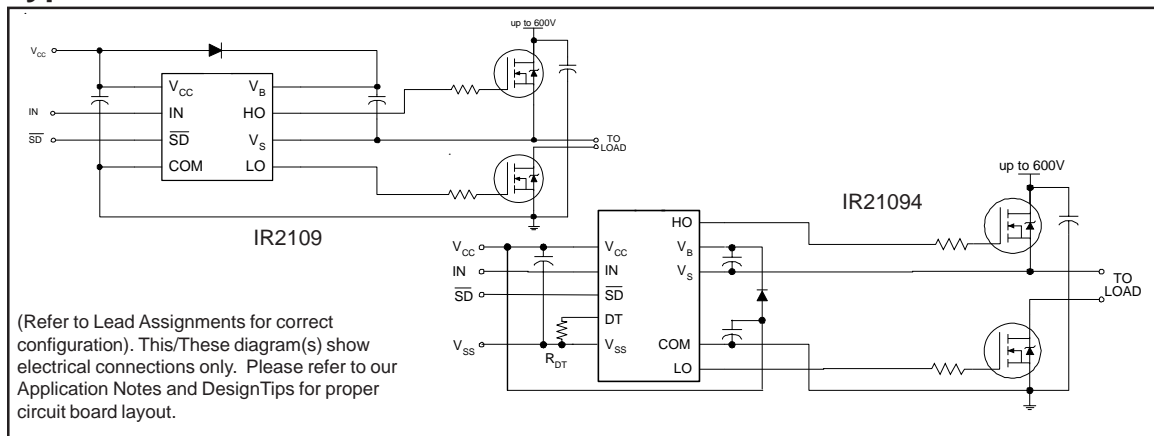 up to 600V
VCC
VCC
VB
IN
IN
HO
SD
SD
VS
TO
LOAD
COM
LO
IR2109
up to 600V
IR21094
HO
VCC
VCC
VB
IN
IN
VS
SD
SD
TO
LOAD
DT
VSS
VSS
COM
RDT
LO
(Refer to Lead Assignments for correct
configuration). This/These diagram(s) show
electrical connections only. Please refer to our
Application Notes and DesignTips for proper
circuit board layout.